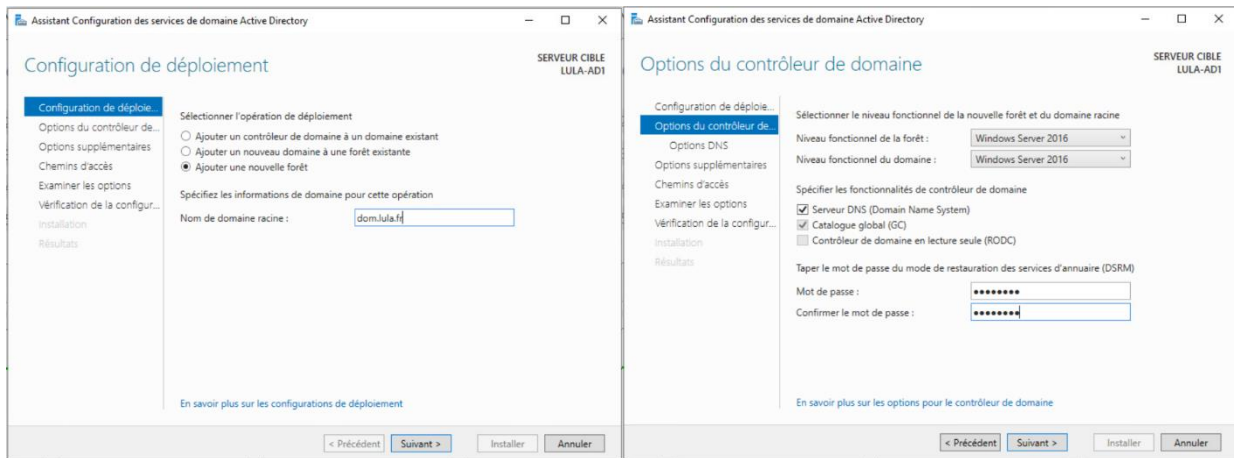 Assistant Configuration des services de domaine Active Directory
Configuration de déploiement
SERVEUR CIBLE
LULA-AD1
Configuration de déploie...
Options du contrôleur de...
Options supplémentaires
Chemins d'accès
Examiner les options
Vérification de la configur...
Installation
Résultats
Sélectionner l'opération de déploiement
Ajouter un contrôleur de domaine à un domaine existant
Ajouter un nouveau domaine à une forêt existante
Ajouter une nouvelle forêt
Spécifiez les informations de domaine pour cette opération
Nom de domaine racine : dom.lula.fr
En savoir plus sur les configurations de déploiement
< Précédent Suivant > Installer Annuler
Assistant Configuration des services de domaine Active Directory
Options du contrôleur de domaine
SERVEUR CIBLE
LULA-AD1
Configuration de déploie...
Options du contrôleur de...
Options DNS
Options supplémentaires
Chemins d'accès
Examiner les options
Vérification de la configur...
Installation
Résultats
Sélectionner le niveau fonctionnel de la nouvelle forêt et du domaine racine
Niveau fonctionnel de la forêt : Windows Server 2016
Niveau fonctionnel du domaine : Windows Server 2016
Spécifier les fonctionnalités de contrôleur de domaine
Serveur DNS (Domain Name System)
Catalogue global (GC)
Contrôleur de domaine en lecture seule (RODC)
Taper le mot de passe du mode de restauration des services d'annuaire (DSRM)
Mot de passe : ••••••••
Confirmer le mot de passe : ••••••••
En savoir plus sur les options pour le contrôleur de domaine
< Précédent Suivant > Installer Annuler